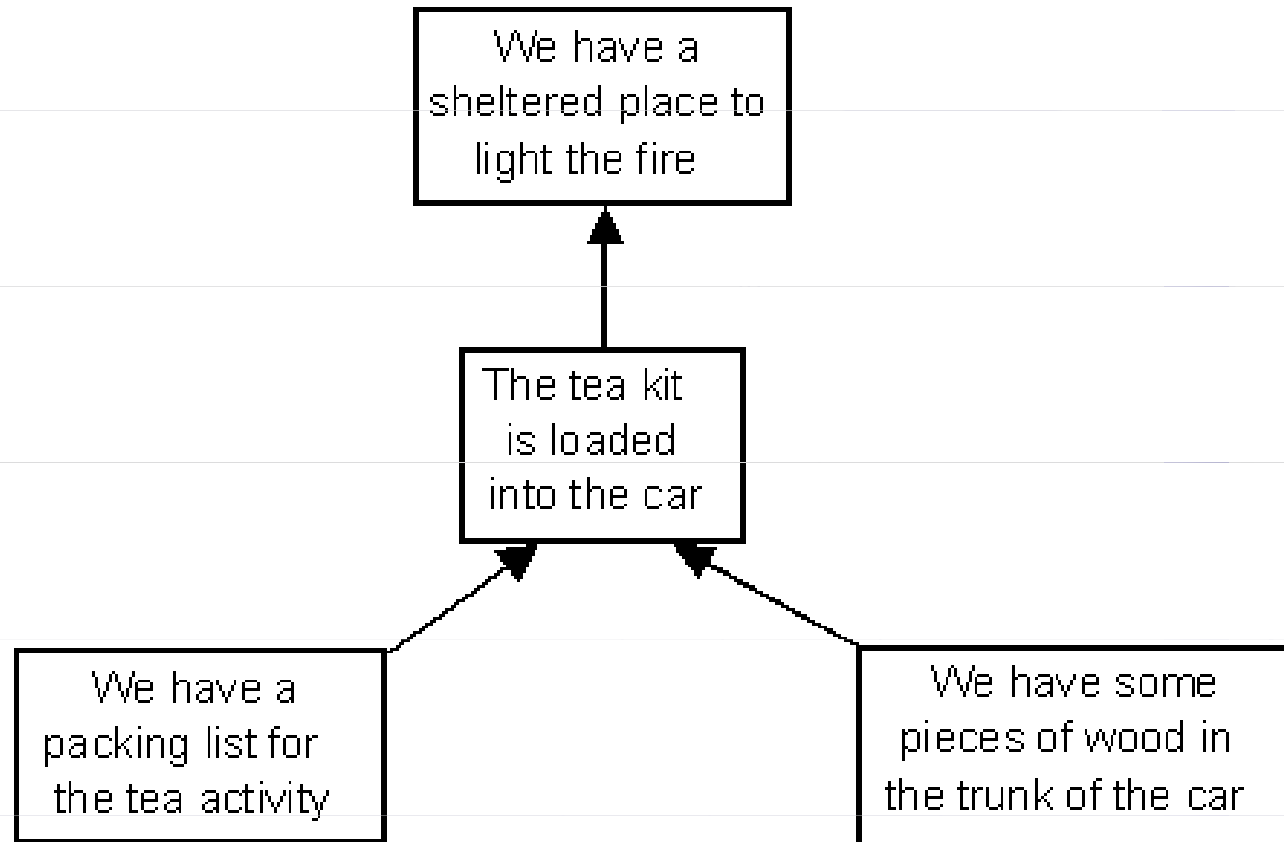 We have a
sheltered place to
light the fire
The tea kit
is loaded
into the car
We have a
packing list for
the tea activity
We have some
pieces of wood in
the trunk of the car